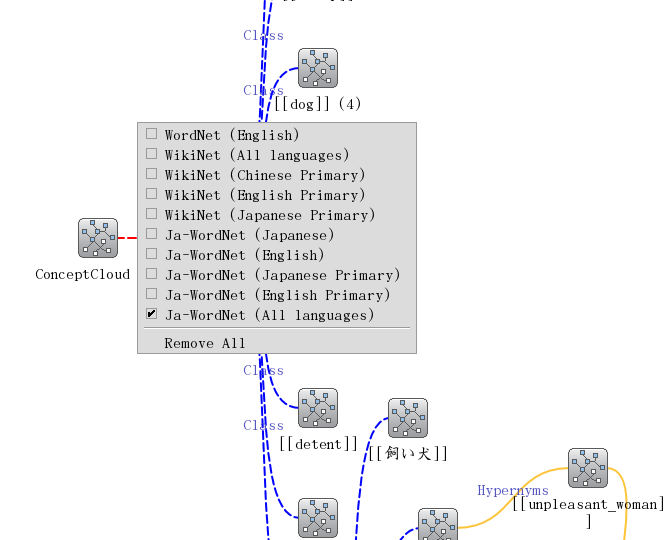 Class
Class
[[dog]] (4)
WordNet (English)
WikiNet (All languages)
WikiNet (Chinese Primary)
WikiNet (English Primary)
WikiNet (Japanese Primary)
Ja-WordNet (Japanese)
Ja-WordNet (English)
Ja-WordNet (Japanese Primary)
Ja-WordNet (English Primary)
Ja-WordNet (All languages)
Remove All
ConceptCloud
Class
Class
[[detent]]
[[飼い犬]]
Hypernyms
[[unpleasant_woman]
]